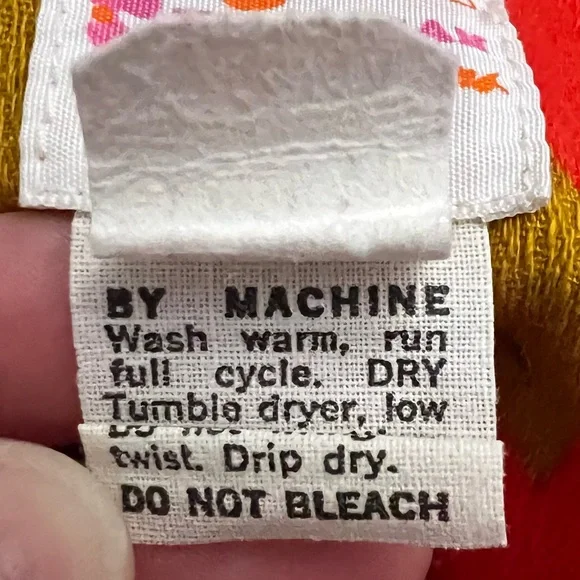 BY MACHINE
Wash warm, run
full cycle. DRY
Tumble dryer, low
twist. Drip dry.
DO NOT BLEACH